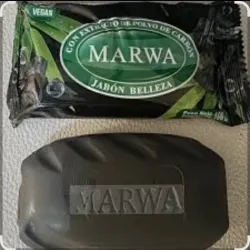 VEGAN
CON EXTRACTO DE POLVO DE CARBON
MARWA
JABÓN BELLEZA
MARWA